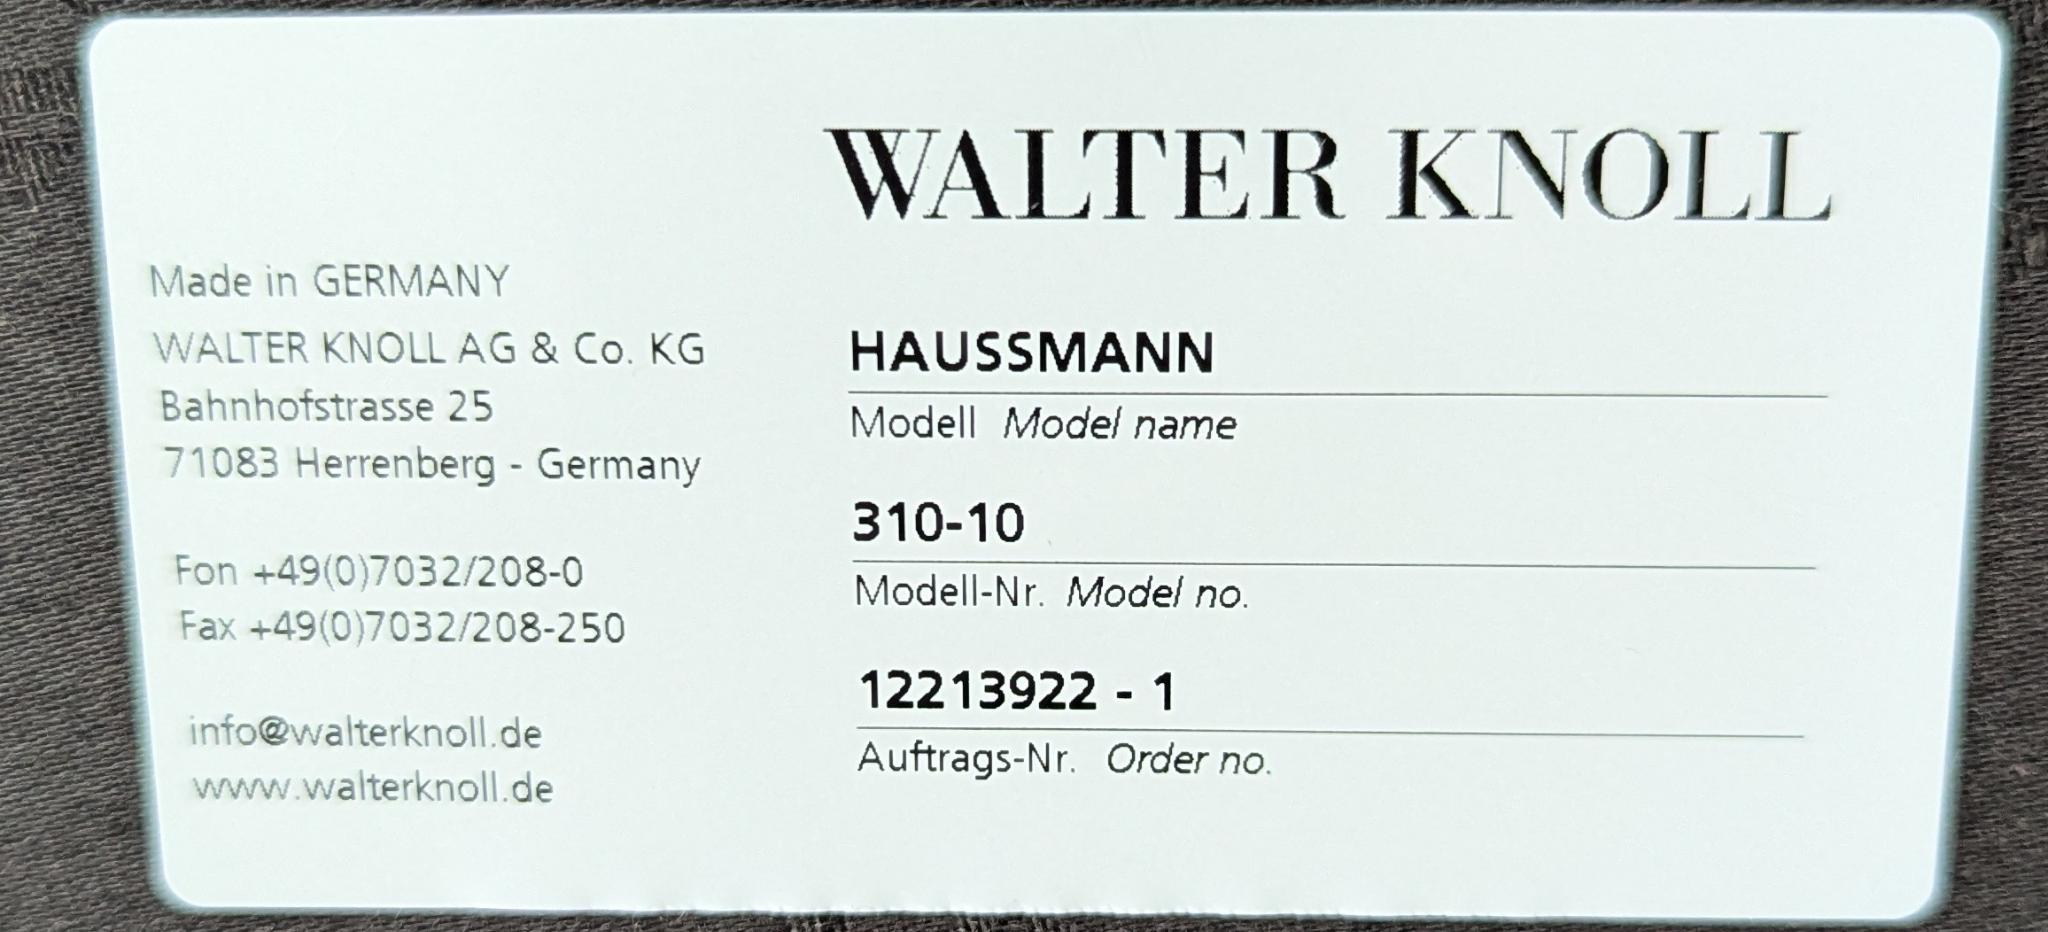 WALTER KNOLL
Made in GERMANY
WALTER KNOLL AG & Co. KG
Bahnhofstrasse 25
71083 Herrenberg - Germany
Fon +49(0)7032/208-0
Fax +49(0)7032/208-250
info@walterknoll.de
www.walterknoll.de
HAUSSMANN
Modell Model name
310-10
Modell-Nr. Model no.
12213922 - 1
Auftrags-Nr. Order no.